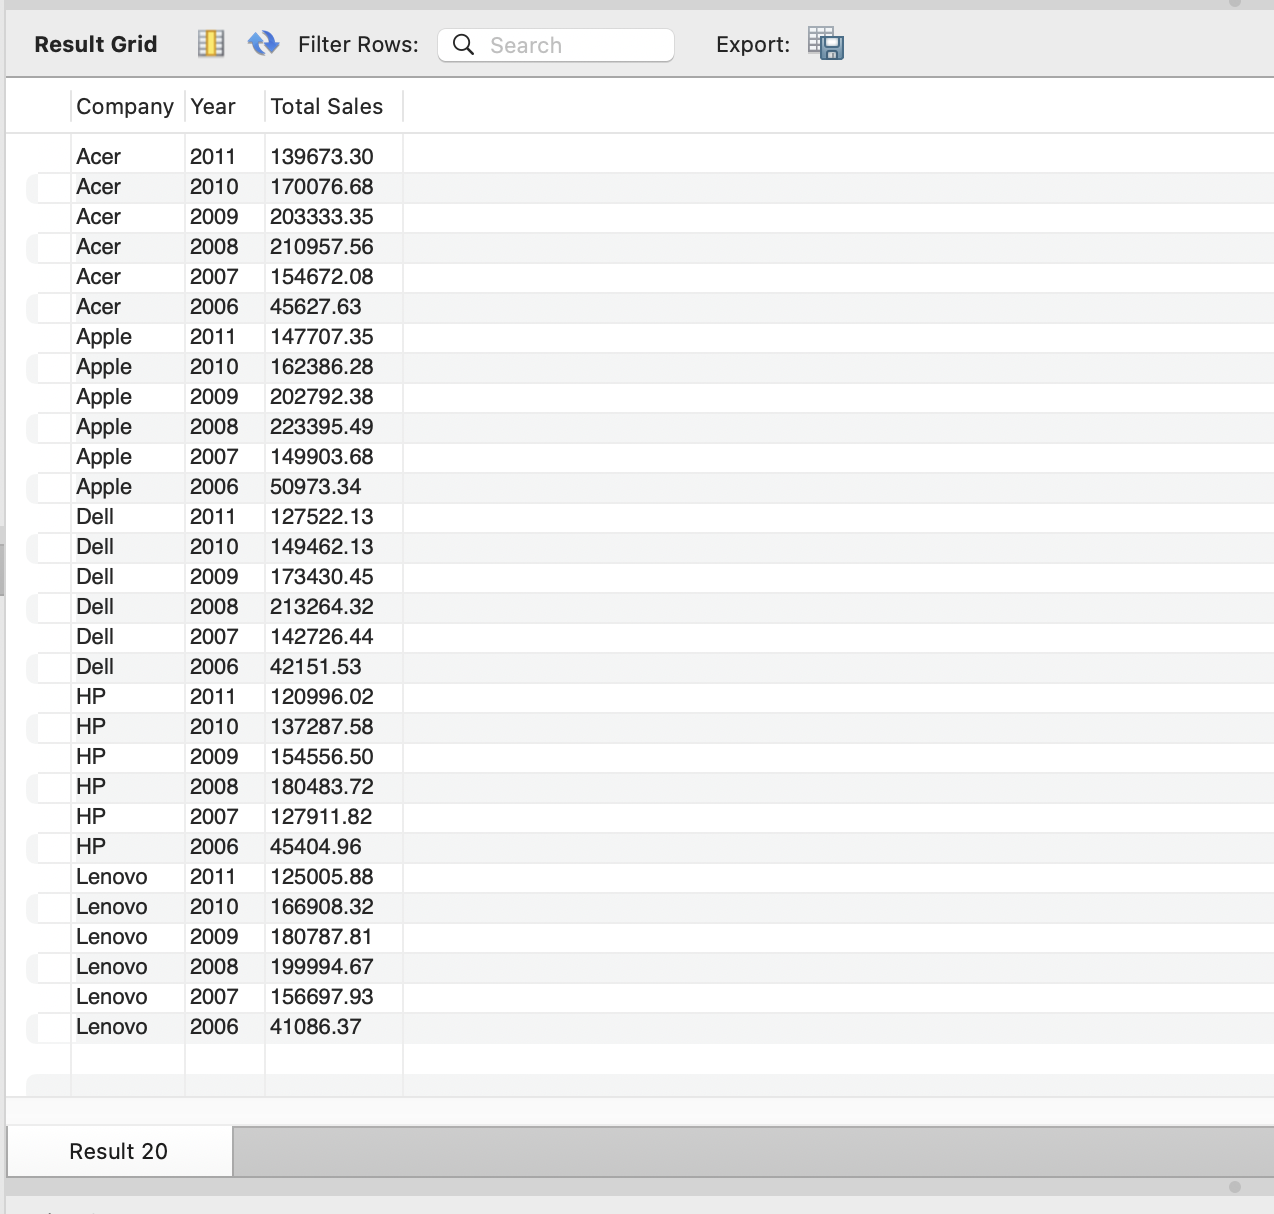 Result Grid Filter Rows: Search Export:
Company Year Total Sales
Acer 2011 139673.30
Acer 2010 170076.68
Acer 2009 203333.35
Acer 2008 210957.56
Acer 2007 154672.08
Acer 2006 45627.63
Apple 2011 147707.35
Apple 2010 162386.28
Apple 2009 202792.38
Apple 2008 223395.49
Apple 2007 149903.68
Apple 2006 50973.34
Dell 2011 127522.13
Dell 2010 149462.13
Dell 2009 173430.45
Dell 2008 213264.32
Dell 2007 142726.44
Dell 2006 42151.53
HP 2011 120996.02
HP 2010 137287.58
HP 2009 154556.50
HP 2008 180483.72
HP 2007 127911.82
HP 2006 45404.96
Lenovo 2011 125005.88
Lenovo 2010 166908.32
Lenovo 2009 180787.81
Lenovo 2008 199994.67
Lenovo 2007 156697.93
Lenovo 2006 41086.37
Result 20